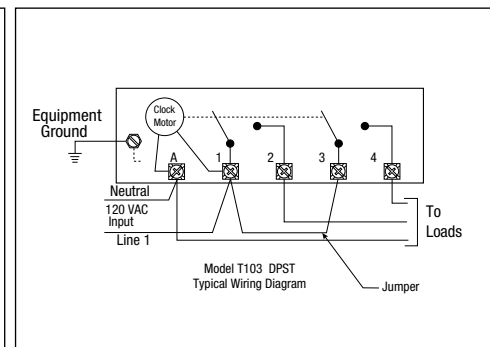 Clock
Motor
Equipment
Ground
A
1
2
3
4
Neutral
120 VAC
Input
Line 1
To
Loads
Model T103 DPST
Typical Wiring Diagram
Jumper